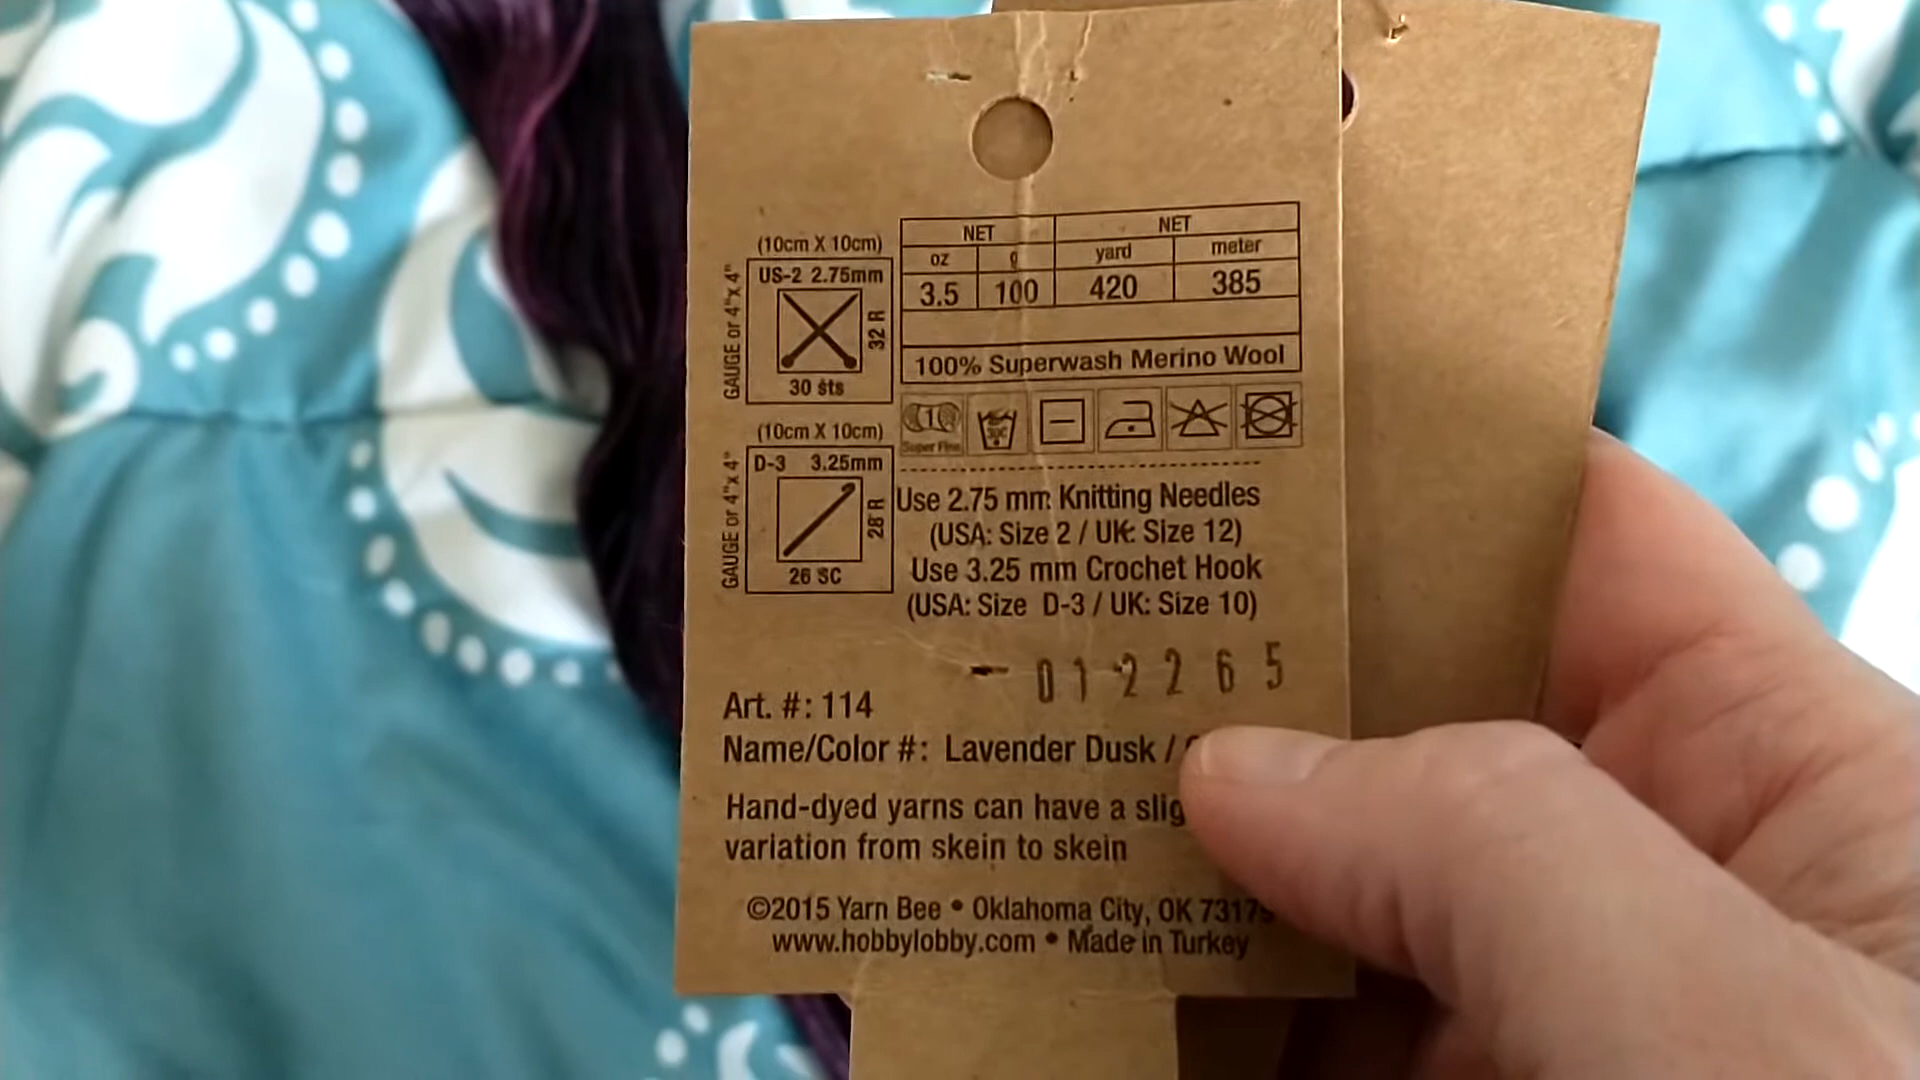 (10cm X 10cm)
GAUGE or 4"x 4"
US-2 2.75mm
32 R
30 sts
(10cm X 10cm)
GAUGE or 4"x 4"
D-3 3.25mm
28 R
26 SC
NET NET
oz g yard meter
3.5 100 420 385
100% Superwash Merino Wool
1
Super Fine
30C
Use 2.75 mm Knitting Needles
(USA: Size 2 / UK: Size 12)
Use 3.25 mm Crochet Hook
(USA: Size D-3 / UK: Size 10)
012265
Art. #: 114
Name/Color #: Lavender Dusk /
Hand-dyed yarns can have a
variation from skein to skein
©2015 Yarn Bee • Oklahoma City, OK 73179
www.hobbylobby.com • Made in Turkey